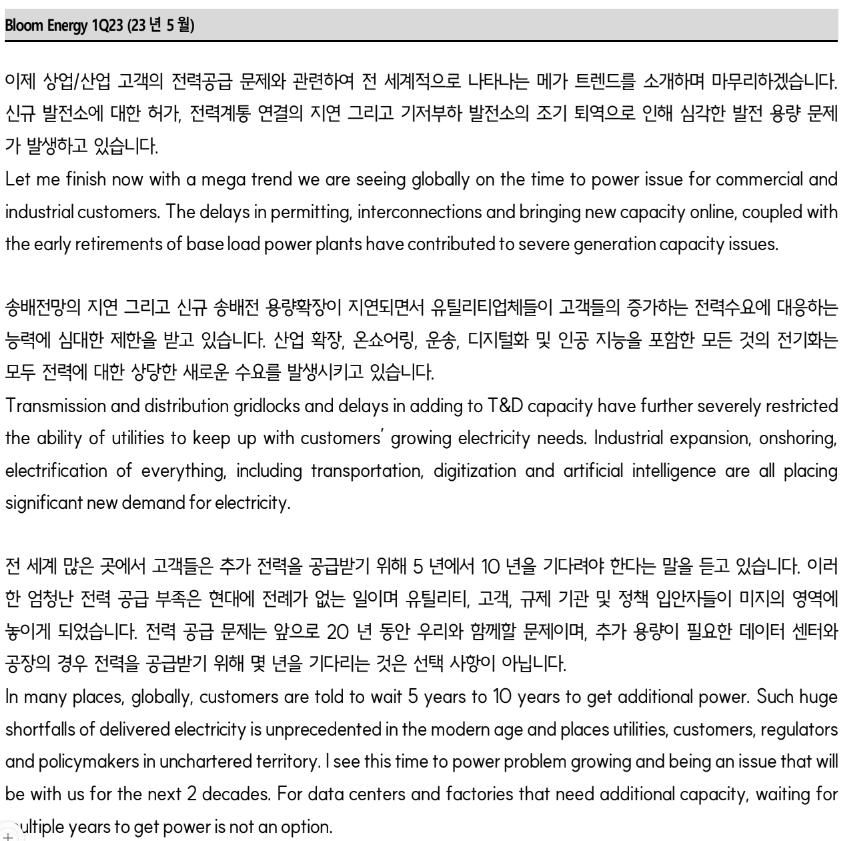 Bloom Energy 1Q23 (23 년 5 월)
이제 상업/산업 고객의 전력공급 문제와 관련하여 전 세계적으로 나타나는 메가 트렌드를 소개하며 마무리하겠습니다.
신규 발전소에 대한 허가, 전력계통 연결의 지연 그리고 기저부하 발전소의 조기 퇴역으로 인해 심각한 발전 용량 문제
가 발생하고 있습니다.
Let me finish now with a mega trend we are seeing globally on the time to power issue for commercial and
industrial customers. The delays in permitting, interconnections and bringing new capacity online, coupled with
the early retirements of base load power plants have contributed to severe generation capacity issues.
송배전망의 지연 그리고 신규 송배전 용량확장이 지연되면서 유틸리티업체들이 고객들의 증가하는 전력수요에 대응하는
능력에 심대한 제한을 받고 있습니다. 산업 확장, 온쇼어링, 운송, 디지털화 및 인공 지능을 포함한 모든 것의 전기화는
모두 전력에 대한 상당한 새로운 수요를 발생시키고 있습니다.
Transmission and distribution gridlocks and delays in adding to T&D capacity have further severely restricted
the ability of utilities to keep up with customers' growing electricity needs. Industrial expansion, onshoring,
electrification of everything, including transportation, digitization and artificial intelligence are all placing
significant new demand for electricity.
전 세계 많은 곳에서 고객들은 추가 전력을 공급받기 위해 5 년에서 10 년을 기다려야 한다는 말을 듣고 있습니다. 이러
한 엄청난 전력 공급 부족은 현대에 전례가 없는 일이며 유틸리티, 고객, 규제 기관 및 정책 입안자들이 미지의 영역에
놓이게 되었습니다. 전력 공급 문제는 앞으로 20 년 동안 우리와 함께할 문제이며, 추가 용량이 필요한 데이터 센터와
공장의 경우 전력을 공급받기 위해 몇 년을 기다리는 것은 선택 사항이 아닙니다.
In many places, globally, customers are told to wait 5 years to 10 years to get additional power. Such huge
shortfalls of delivered electricity is unprecedented in the modern age and places utilities, customers, regulators
and policymakers in unchartered territory. I see this time to power problem growing and being an issue that will
be with us for the next 2 decades. For data centers and factories that need additional capacity, waiting for
multiple years to get power is not an option.